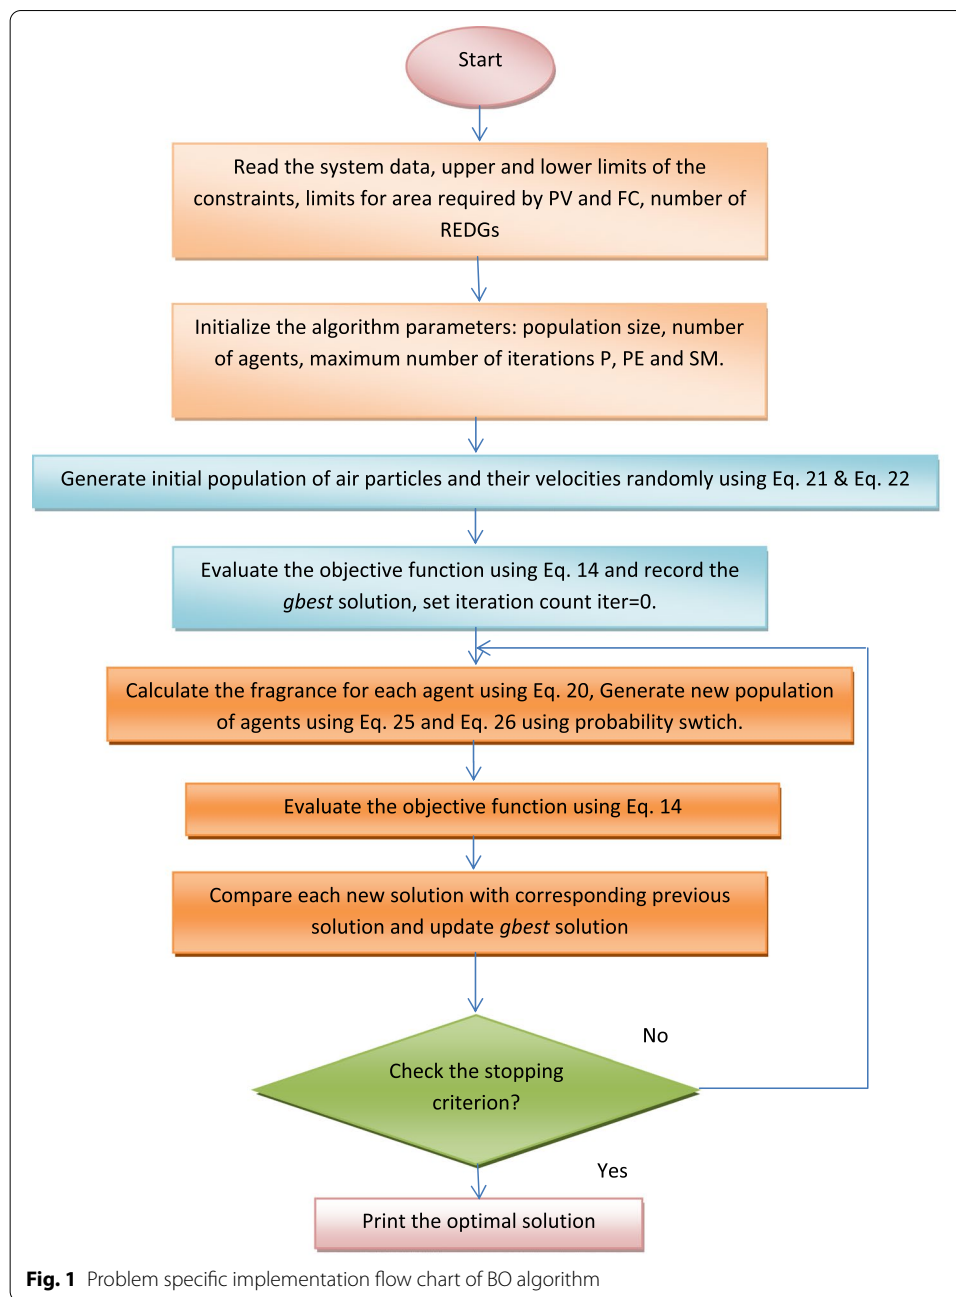 Start
Read the system data, upper and lower limits of the
constraints, limits for area required by PV and FC, number of
REDGs
Initialize the algorithm parameters: population size, number
of agents, maximum number of iterations P, PE and SM.
Generate initial population of air particles and their velocities randomly using Eq. 21 & Eq. 22
Evaluate the objective function using Eq. 14 and record the
gbest solution, set iteration count iter=0.
Calculate the fragrance for each agent using Eq. 20, Generate new population
of agents using Eq. 25 and Eq. 26 using probability swtich.
Evaluate the objective function using Eq. 14
Compare each new solution with corresponding previous
solution and update gbest solution
No
Check the stopping
criterion?
Yes
Print the optimal solution
Fig. 1 Problem specific implementation flow chart of BO algorithm